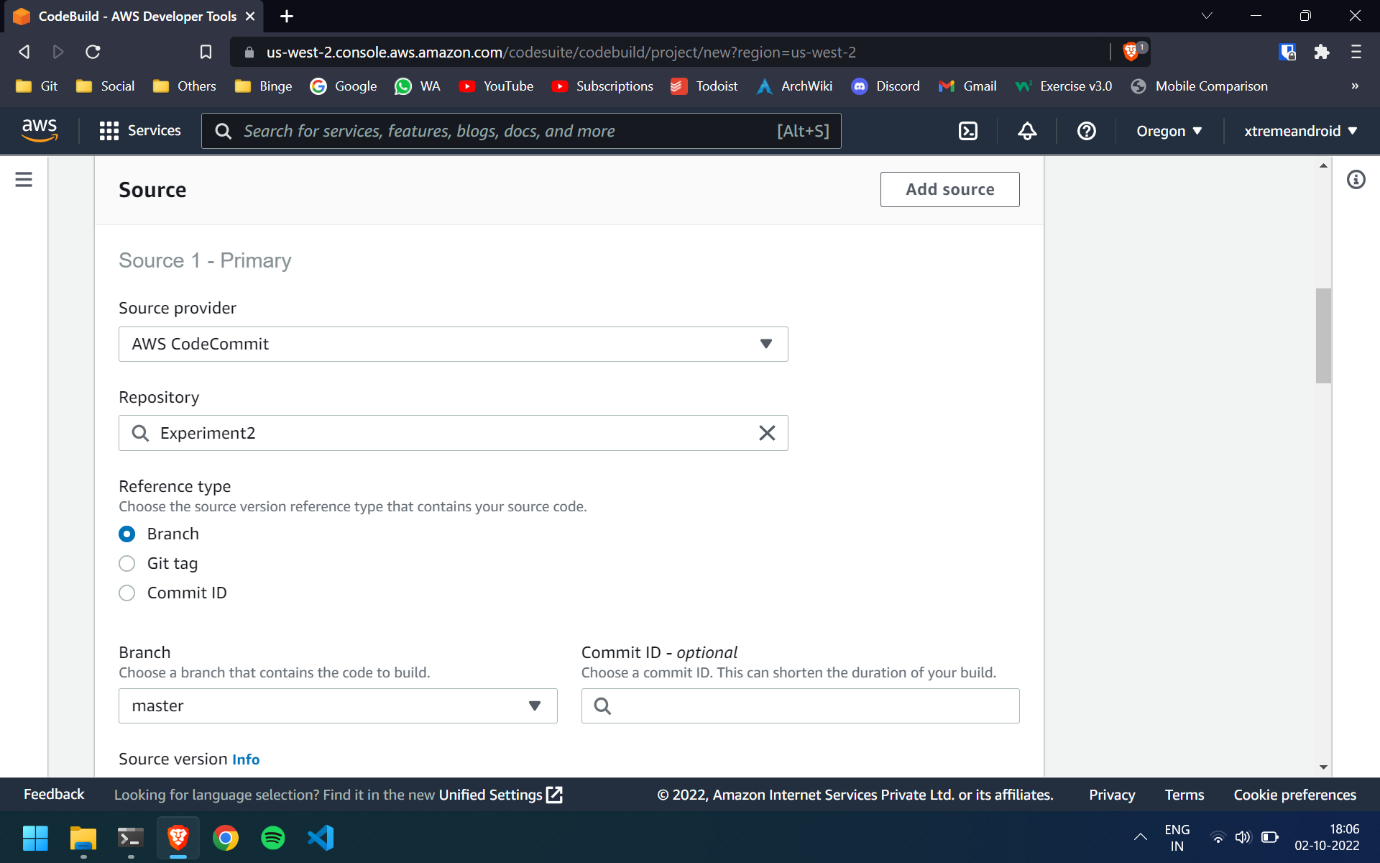 CodeBuild - AWS Developer Tools
us-west-2.console.aws.amazon.com/codesuite/codebuild/project/new?region=us-west-2
1
Git Social Others Binge Google WA YouTube Subscriptions Todoist ArchWiki Discord Gmail Exercise v3.0 Mobile Comparison »
aws Services Search for services, features, blogs, docs, and more [Alt+S] Oregon xtremeandroid
Source Add source
Source 1 - Primary
Source provider
AWS CodeCommit
Repository
Experiment2
Reference type
Choose the source version reference type that contains your source code.
Branch
Git tag
Commit ID
Branch Commit ID - optional
Choose a branch that contains the code to build. Choose a commit ID. This can shorten the duration of your build.
master
Source version Info
Feedback Looking for language selection? Find it in the new Unified Settings © 2022, Amazon Internet Services Private Ltd. or its affiliates. Privacy Terms Cookie preferences
ENG 18:06
IN 02-10-2022